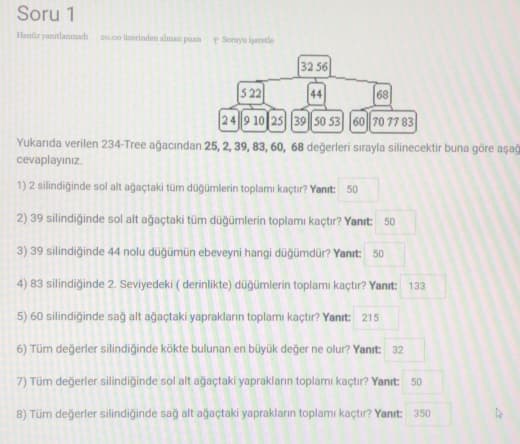 Soru 1
Henüz yanıtlanmadı 20,00 üzerinden alınan puan Soruyu işaretle
32 56
5 22 44 68
2 4 9 10 25 39 50 53 60 70 77 83
Yukarıda verilen 234-Tree ağacından 25, 2, 39, 83, 60, 68 değerleri sırayla silinecektir buna göre aşağ
cevaplayınız.
1) 2 silindiğinde sol alt ağaçtaki tüm düğümlerin toplamı kaçtır? Yanıt: 50
2) 39 silindiğinde sol alt ağaçtaki tüm düğümlerin toplamı kaçtır? Yanıt: 50
3) 39 silindiğinde 44 nolu düğümün ebeveyni hangi düğümdür? Yanıt: 50
4) 83 silindiğinde 2. Seviyedeki ( derinlikte) düğümlerin toplamı kaçtır? Yanıt: 133
5) 60 silindiğinde sağ alt ağaçtaki yaprakların toplamı kaçtır? Yanıt: 215
6) Tüm değerler silindiğinde kökte bulunan en büyük değer ne olur? Yanıt: 32
7) Tüm değerler silindiğinde sol alt ağaçtaki yaprakların toplamı kaçtır? Yanıt: 50
8) Tüm değerler silindiğinde sağ alt ağaçtaki yaprakların toplamı kaçtır? Yanıt: 350